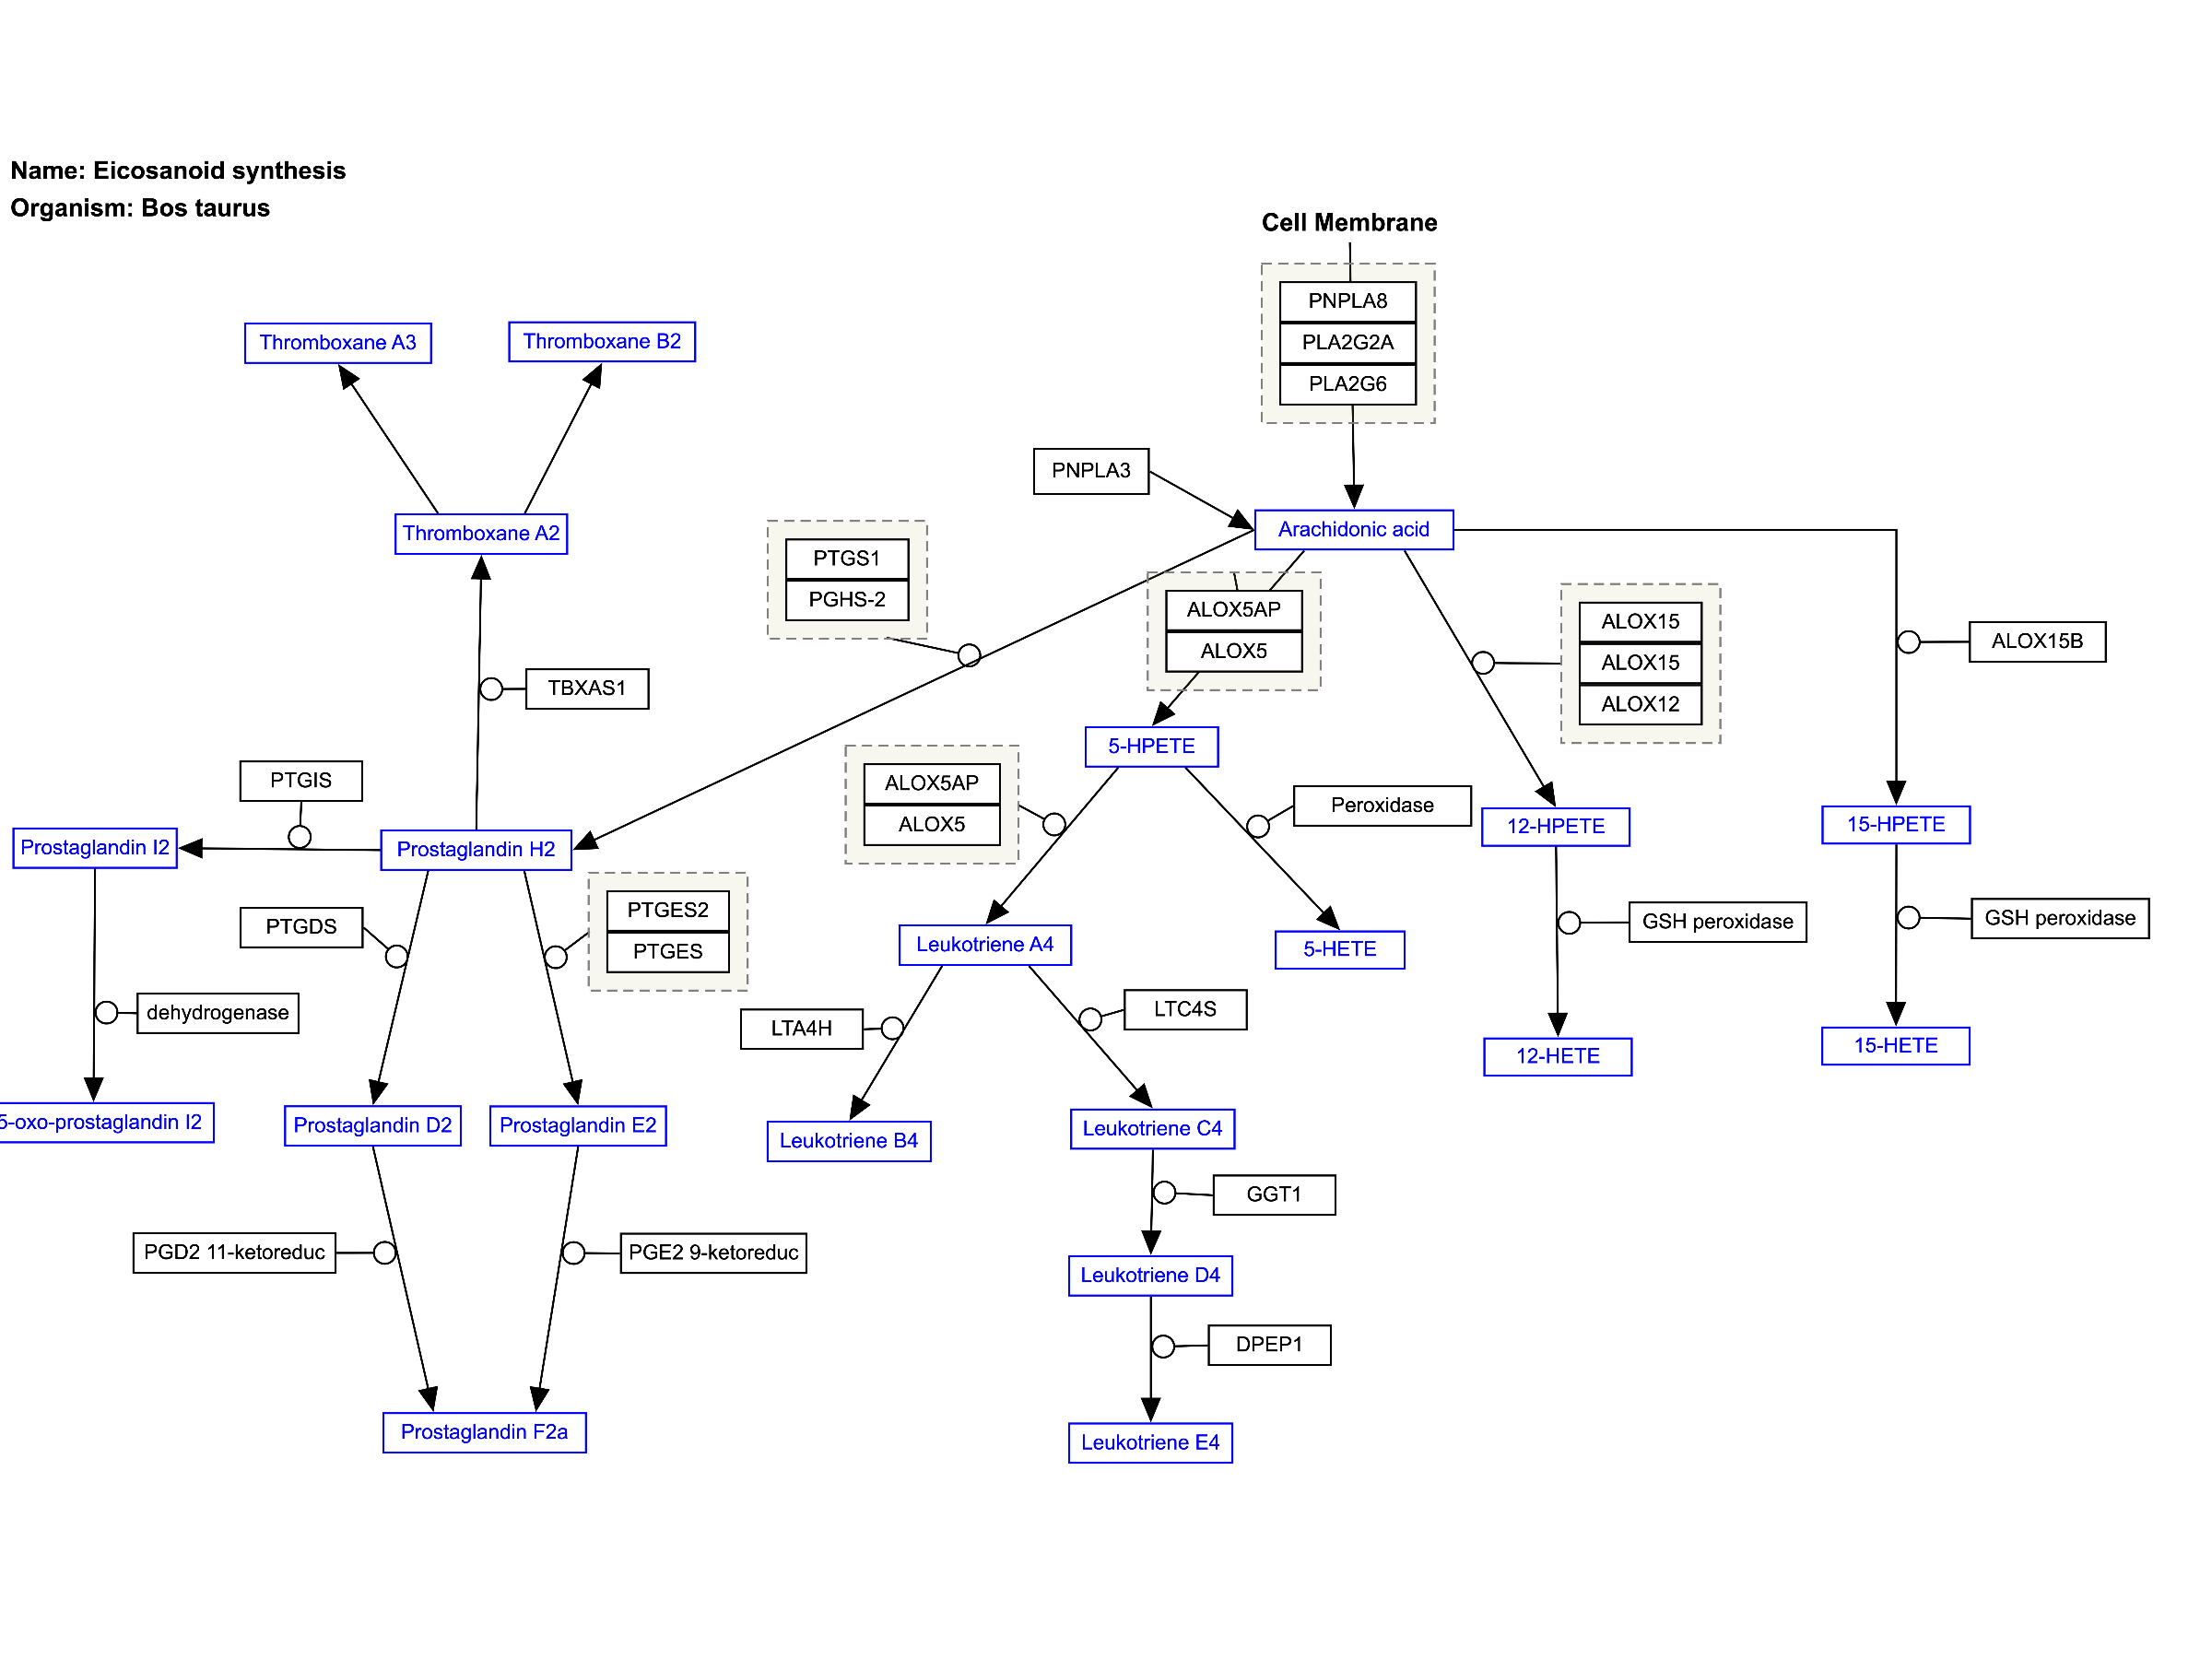 Name: Eicosanoid synthesis
Organism: Bos taurus
Cell Membrane
PNPLA8
PLA2G2A
PLA2G6
Thromboxane A3
Thromboxane B2
PNPLA3
Thromboxane A2
Arachidonic acid
PTGS1
PGHS-2
ALOX5AP
ALOX5
ALOX15
ALOX15
ALOX12
ALOX15B
TBXAS1
5-HPETE
PTGIS
ALOX5AP
ALOX5
Peroxidase
12-HPETE
15-HPETE
Prostaglandin I2
Prostaglandin H2
PTGES2
PTGES
PTGDS
Leukotriene A4
5-HETE
GSH peroxidase
GSH peroxidase
dehydrogenase
LTA4H
LTC4S
12-HETE
15-HETE
5-oxo-prostaglandin I2
Prostaglandin D2
Prostaglandin E2
Leukotriene B4
Leukotriene C4
GGT1
PGD2 11-ketoreduc
PGE2 9-ketoreduc
Leukotriene D4
DPEP1
Prostaglandin F2a
Leukotriene E4